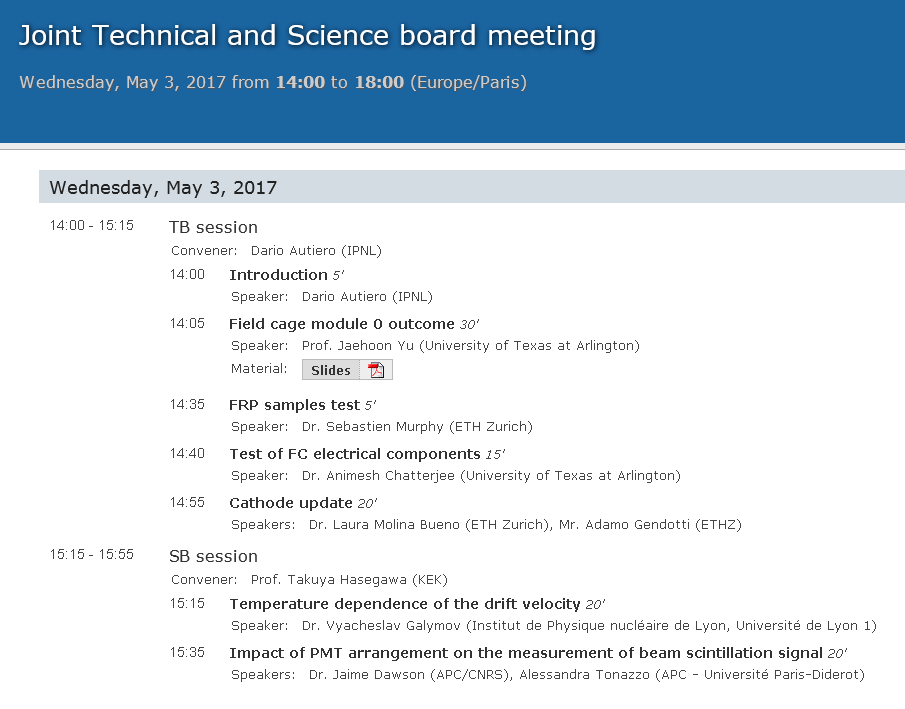 Joint Technical and Science board meeting
Wednesday, May 3, 2017 from 14:00 to 18:00 (Europe/Paris)
Wednesday, May 3, 2017
14:00 - 15:15 TB session
Convener: Dario Autiero (IPNL)
14:00 Introduction 5'
Speaker: Dario Autiero (IPNL)
14:05 Field cage module 0 outcome 30'
Speaker: Prof. Jaehoon Yu (University of Texas at Arlington)
Material: Slides
14:35 FRP samples test 5'
Speaker: Dr. Sebastien Murphy (ETH Zurich)
14:40 Test of FC electrical components 15'
Speaker: Dr. Animesh Chatterjee (University of Texas at Arlington)
14:55 Cathode update 20'
Speakers: Dr. Laura Molina Bueno (ETH Zurich), Mr. Adamo Gendotti (ETHZ)
15:15 - 15:55 SB session
Convener: Prof. Takuya Hasegawa (KEK)
15:15 Temperature dependence of the drift velocity 20'
Speaker: Dr. Vyacheslav Galymov (Institut de Physique nucléaire de Lyon, Université de Lyon 1)
15:35 Impact of PMT arrangement on the measurement of beam scintillation signal 20'
Speakers: Dr. Jaime Dawson (APC/CNRS), Alessandra Tonazzo (APC - Université Paris-Diderot)